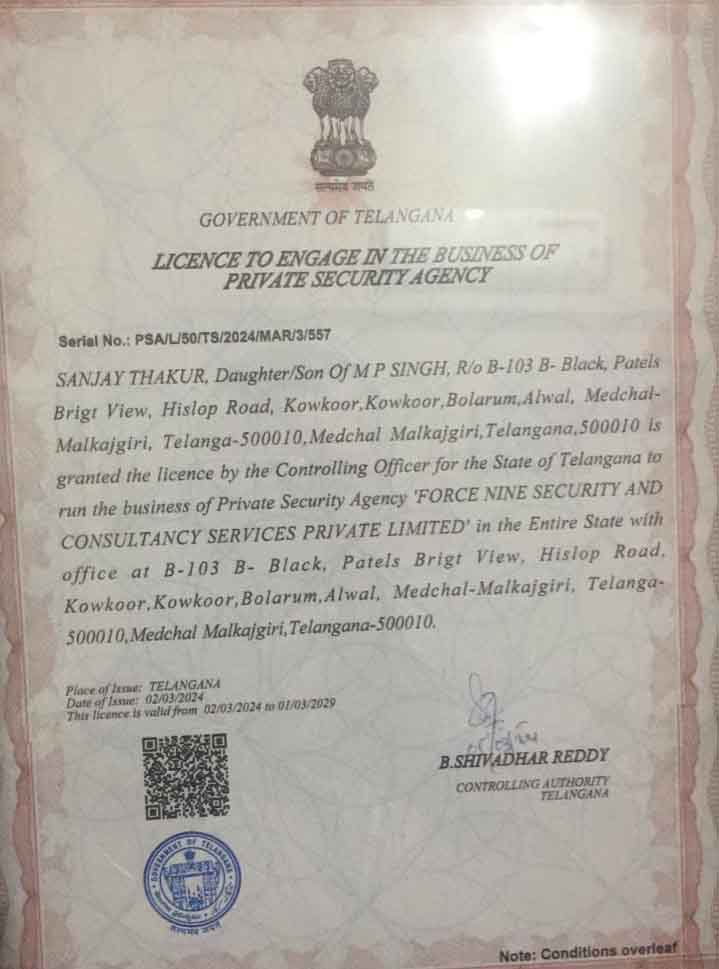 सत्यमेव जयते
GOVERNMENT OF TELANGANA
LICENCE TO ENGAGE IN THE BUSINESS OF
PRIVATE SECURITY AGENCY
Serial No.: PSA/L/50/TS/2024/MAR/3/557
SANJAY THAKUR, Daughter/Son Of M P SINGH, R/o B-103 B- Black, Patels
Brigt View, Hislop Road, Kowkoor,Kowkoor,Bolarum,Alwal, Medchal-
Malkajgiri, Telanga-500010,Medchal Malkajgiri,Telangana,500010 is
granted the licence by the Controlling Officer for the State of Telangana to
run the business of Private Security Agency 'FORCE NINE SECURITY AND
CONSULTANCY SERVICES PRIVATE LIMITED' in the Entire State with
office at B-103 B- Black, Patels Brigt View, Hislop Road,
Kowkoor,Kowkoor,Bolarum,Alwal, Medchal-Malkajgiri, Telanga-
500010,Medchal Malkajgiri,Telangana-500010.
Place of Issue: TELANGANA
Date of Issue: 02/03/2024
This licence is valid from 02/03/2024 to 01/03/2029
B.SHIVADHAR REDDY
CONTROLLING AUTHORITY
TELANGANA
GOVERNMENT OF TELANGANA
सत्यमेव जयते
Note: Conditions overleaf